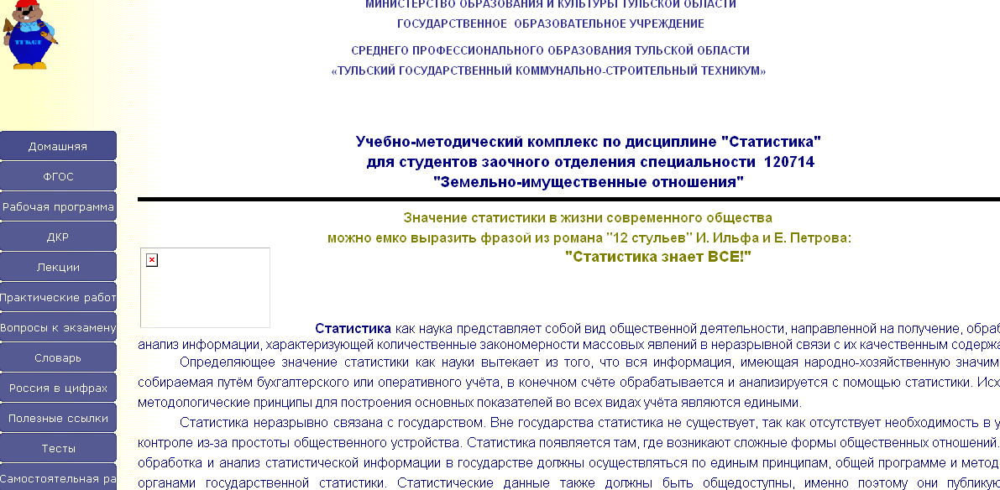 МИНИСТЕРСТВО ОБРАЗОВАНИЯ И КУЛЬТУРЫ ТУЛЬСКОЙ ОБЛАСТИ
ГОСУДАРСТВЕННОЕ ОБРАЗОВАТЕЛЬНОЕ УЧРЕЖДЕНИЕ
СРЕДНЕГО ПРОФЕССИОНАЛЬНОГО ОБРАЗОВАНИЯ ТУЛЬСКОЙ ОБЛАСТИ
«ТУЛЬСКИЙ ГОСУДАРСТВЕННЫЙ КОММУНАЛЬНО-СТРОИТЕЛЬНЫЙ ТЕХНИКУМ»
Домашняя
ФГОС
Рабочая программа
ДКР
Лекции
Практические работ
Вопросы к экзамену
Словарь
Россия в цифрах
Полезные ссылки
Тесты
Самостоятельная ра
Учебно-методический комплекс по дисциплине "Статистика"
для студентов заочного отделения специальности 120714
"Земельно-имущественные отношения"
Значение статистики в жизни современного общества
можно емко выразить фразой из романа "12 стульев" И. Ильфа и Е. Петрова:
"Статистика знает ВСЕ!"
Статистика как наука представляет собой вид общественной деятельности, направленной на получение, обраб
анализ информации, характеризующей количественные закономерности массовых явлений в неразрывной связи с их качественным содержа
Определяющее значение статистики как науки вытекает из того, что вся информация, имеющая народно-хозяйственную значим
собираемая путём бухгалтерского или оперативного учёта, в конечном счёте обрабатывается и анализируется с помощью статистики. Исх
методологические принципы для построения основных показателей во всех видах учёта являются едиными.
Статистика неразрывно связана с государством. Вне государства статистика не существует, так как отсутствует необходимость в у
контроле из-за простоты общественного устройства. Статистика появляется там, где возникают сложные формы общественных отношений.
обработка и анализ статистической информации в государстве должны осуществляться по единым принципам, общей программе и метод
органами государственной статистики. Статистические данные также должны быть общедоступны, именно поэтому они публикую